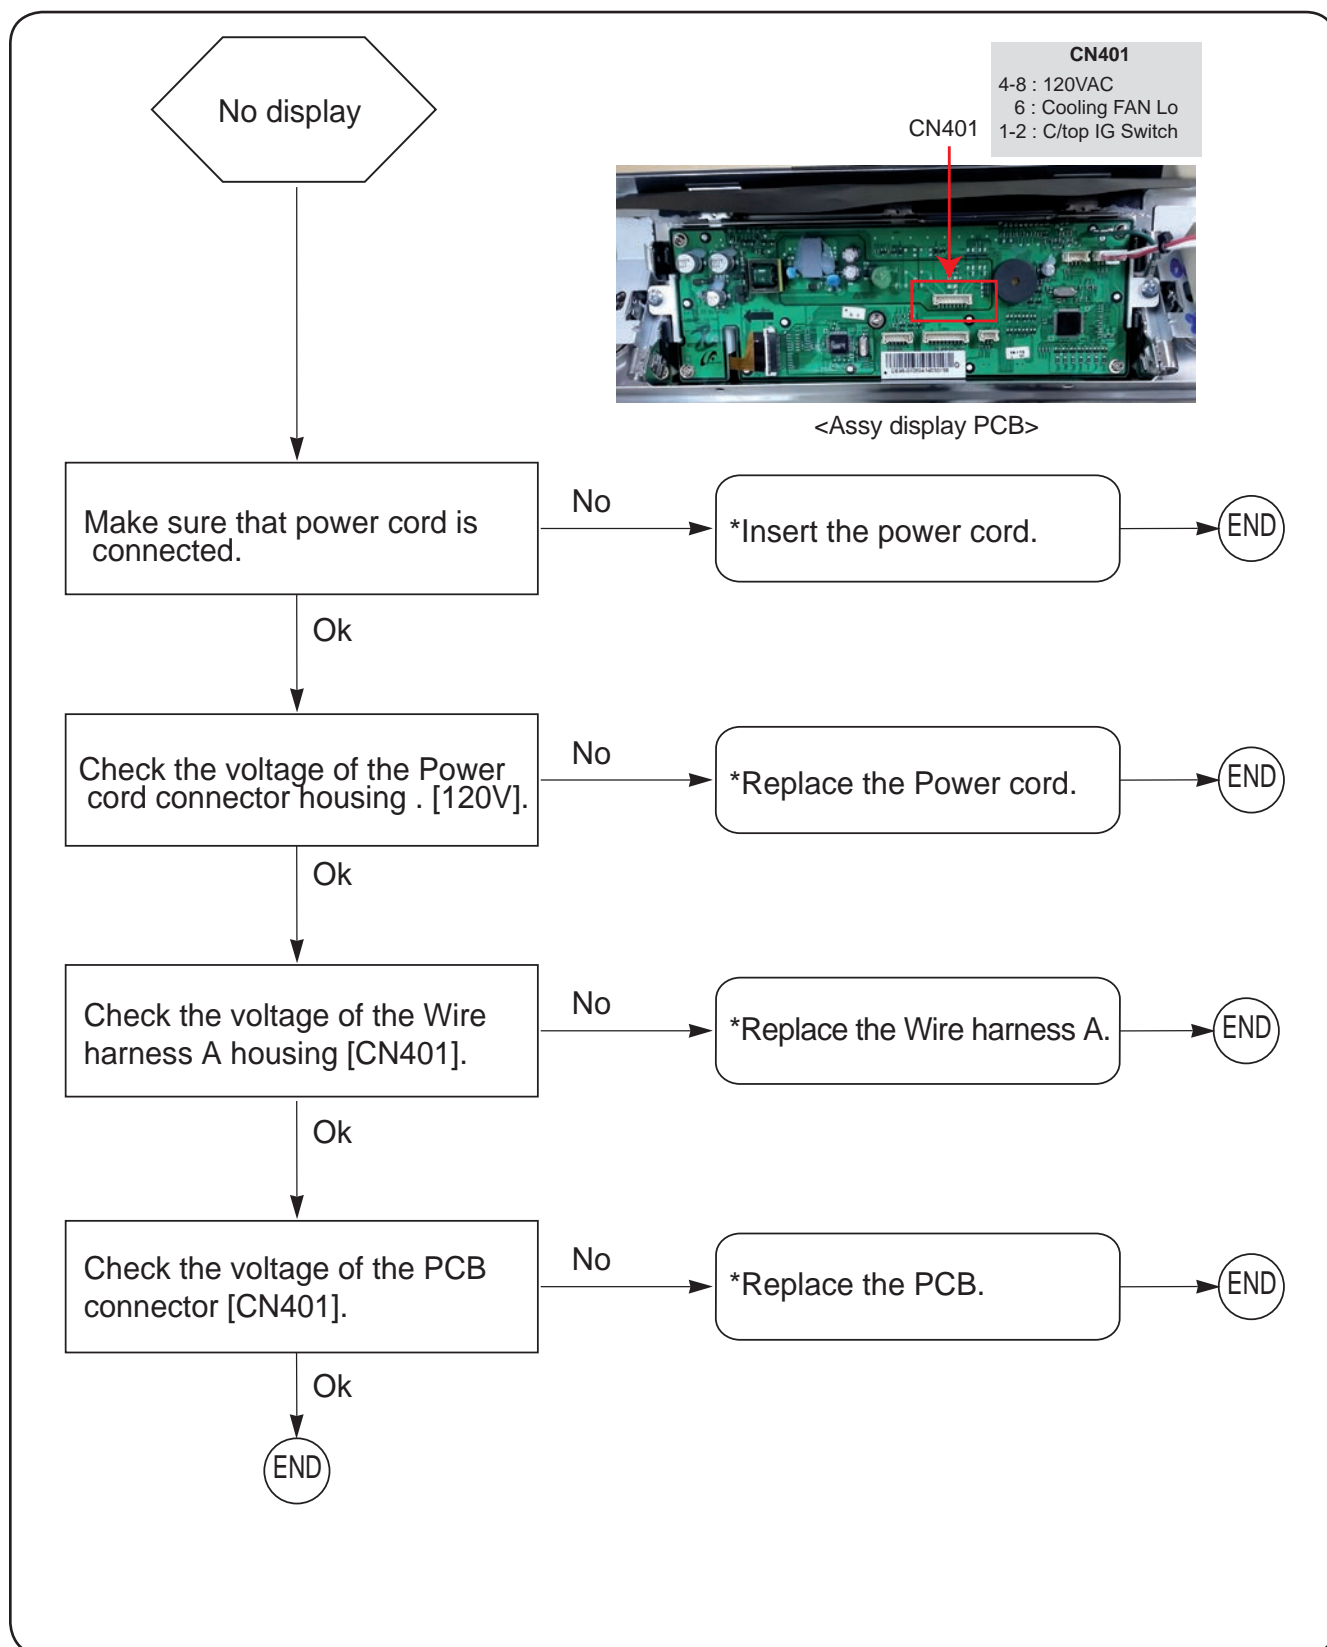 No display
CN401
4-8 : 120VAC
6 : Cooling FAN Lo
1-2 : C/top IG Switch
CN401
<Assy display PCB>
Make sure that power cord is
connected.
No
*Insert the power cord.
END
Ok
Check the voltage of the Power
cord connector housing . [120V].
No
*Replace the Power cord.
END
Ok
Check the voltage of the Wire
harness A housing [CN401].
No
*Replace the Wire harness A.
END
Ok
Check the voltage of the PCB
connector [CN401].
No
*Replace the PCB.
END
Ok
END